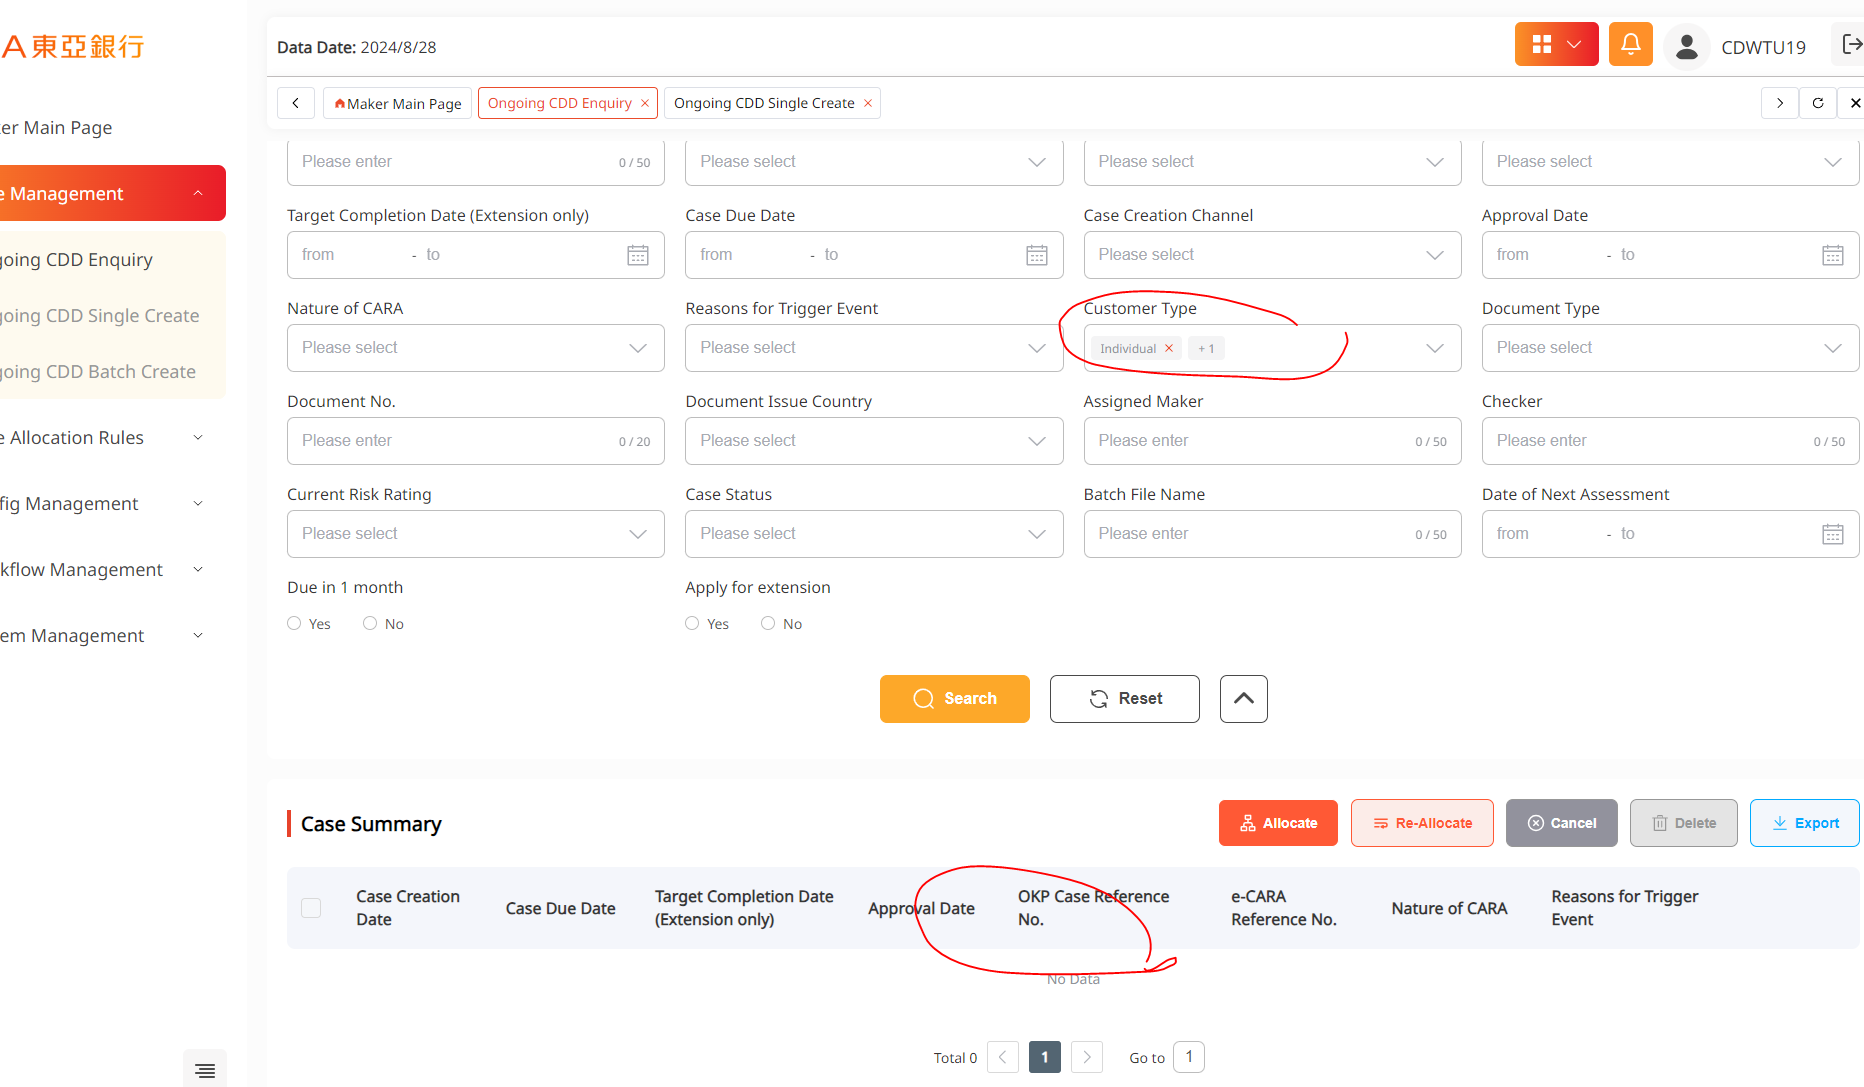 A 東亞銀行
Data Date: 2024/8/28
CDWTU19
Maker Main Page
Ongoing CDD Enquiry
Ongoing CDD Single Create
er Main Page
e Management
going CDD Enquiry
going CDD Single Create
going CDD Batch Create
e Allocation Rules
fig Management
kflow Management
em Management
Please enter 0 / 50
Please select
Please select
Please select
Target Completion Date (Extension only)
Case Due Date
Case Creation Channel
Approval Date
from - to
from - to
Please select
from - to
Nature of CARA
Reasons for Trigger Event
Customer Type
Document Type
Please select
Please select
Individual + 1
Please select
Document No.
Document Issue Country
Assigned Maker
Checker
Please enter 0 / 20
Please select
Please enter 0 / 50
Please enter 0 / 50
Current Risk Rating
Case Status
Batch File Name
Date of Next Assessment
Please select
Please select
Please enter 0 / 50
from - to
Due in 1 month
Apply for extension
Yes No
Yes No
Search
Reset
Case Summary
Allocate
Re-Allocate
Cancel
Delete
Export
Case Creation
Date
Case Due Date
Target Completion Date
(Extension only)
Approval Date
OKP Case Reference
No.
e-CARA
Reference No.
Nature of CARA
Reasons for Trigger
Event
No Data
Total 0
1
Go to
1